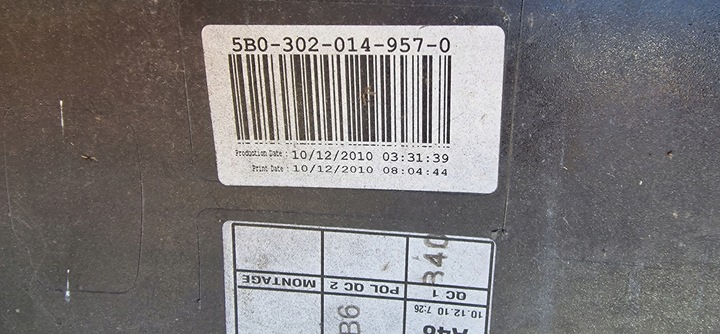 5B0-302-014-957-0
Production Date: 10/12/2010 03:31:39
Print Date: 10/12/2010 08:04:44
A46
10.12.10 7:26
QC 1
POL QC 2
MONTAGE
B40
B6